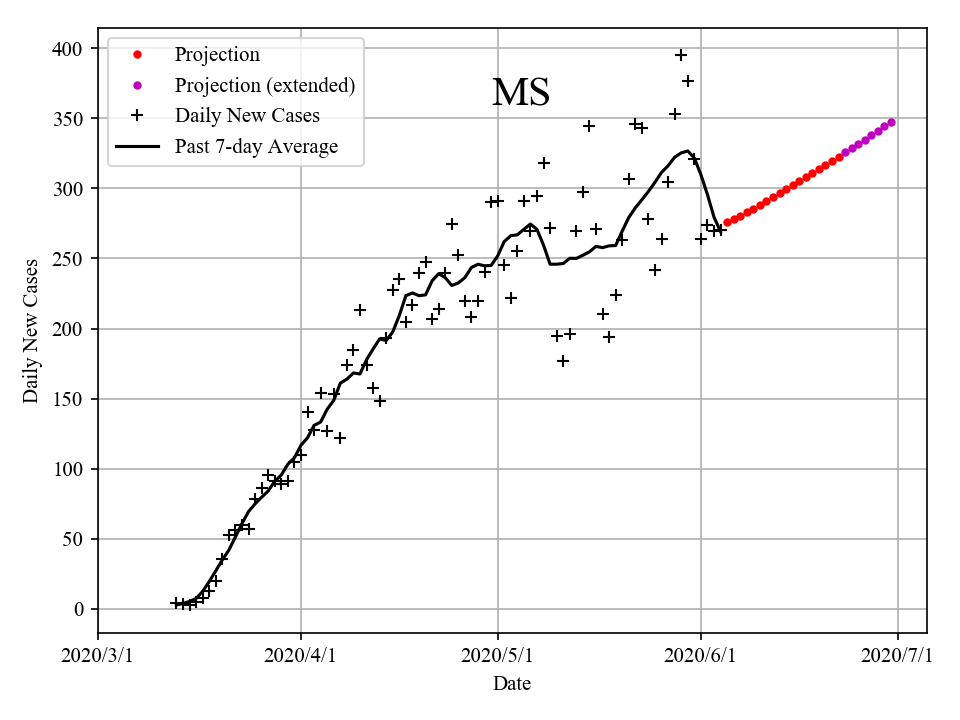 MS
Projection
Projection (extended)
Daily New Cases
Past 7-day Average
Daily New Cases
400
350
300
250
200
150
100
50
0
2020/3/1 2020/4/1 2020/5/1 2020/6/1 2020/7/1
Date